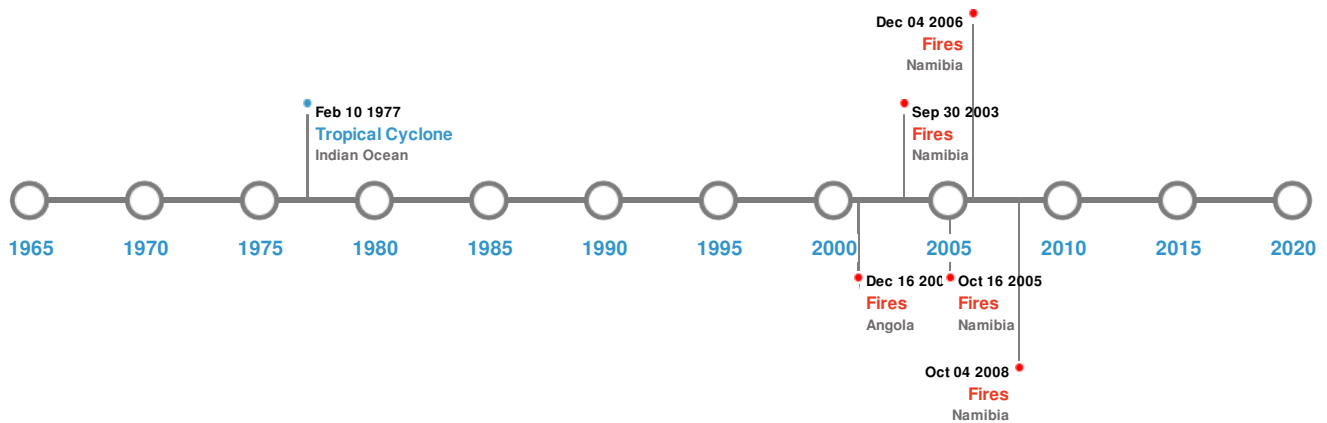 Dec 04 2006
Fires
Namibia
Feb 10 1977
Tropical Cyclone
Indian Ocean
Sep 30 2003
Fires
Namibia
1965
1970
1975
1980
1985
1990
1995
2000
2005
2010
2015
2020
Dec 16
Fires
Angola
Oct 16 2005
Fires
Namibia
Oct 04 2008
Fires
Namibia